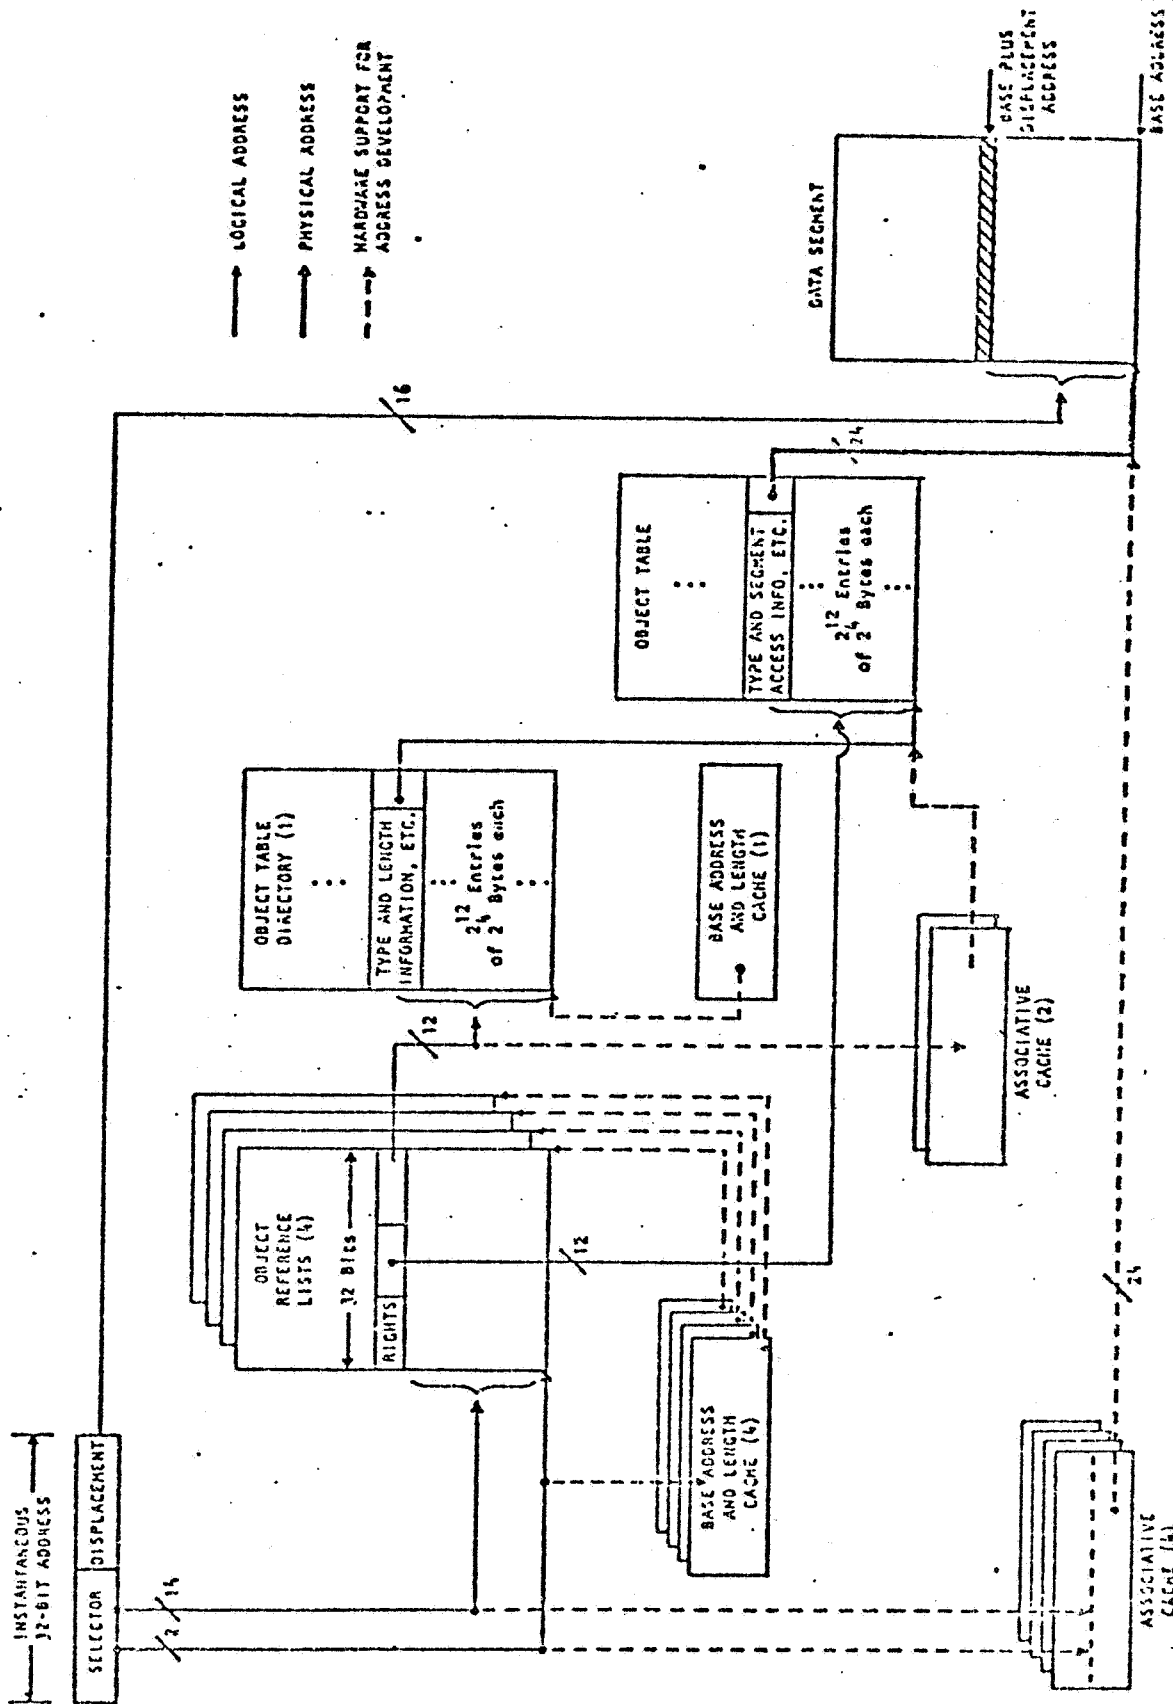 INSTANTANEOUS
32-BIT ADDRESS
SELECTOR
DISPLACEMENT
2
14
16
OBJECT
REFERENCE
LISTS (4)
32 Bits
RIGHTS
12
12
OBJECT TABLE
DIRECTORY (1)
TYPE AND LENGTH
INFORMATION, ETC.
2^12 Entries
of 2^4 Bytes each
LOGICAL ADDRESS
PHYSICAL ADDRESS
HARDWARE SUPPORT FOR
ADDRESS DEVELOPMENT
BASE ADDRESS
AND LENGTH
CACHE (4)
BASE ADDRESS
AND LENGTH
CACHE (1)
OBJECT TABLE
TYPE AND SEGMENT
ACCESS INFO, ETC.
2^12 Entries
of 2^4 Bytes each
24
DATA SEGMENT
BASE PLUS
DISPLACEMENT
ADDRESS
BASE ADDRESS
ASSOCIATIVE
CACHE (2)
24
ASSOCIATIVE
CACHE (4)